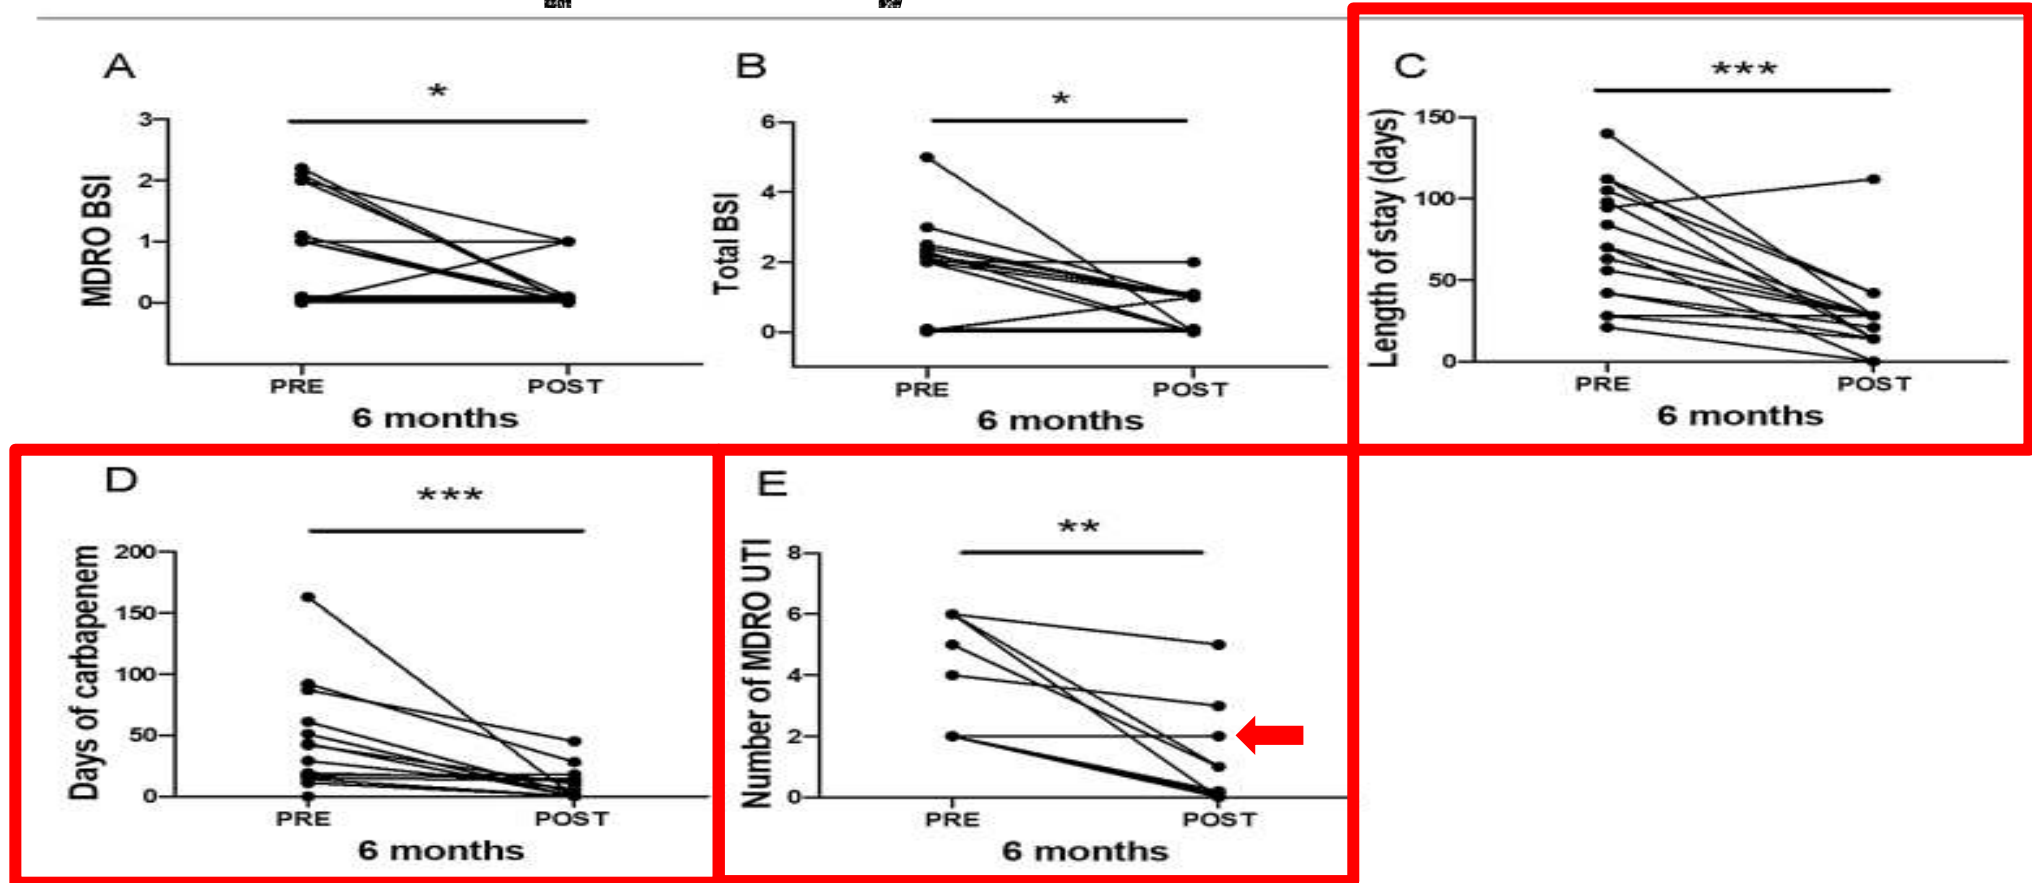 A
*
MDRO BSI
3
2
1
0
PRE POST
6 months
B
*
Total BSI
6
4
2
0
PRE POST
6 months
C
***
Length of stay (days)
150
100
50
0
PRE POST
6 months
D
***
Days of carbapenem
200
150
100
50
0
PRE POST
6 months
E
**
Number of MDRO UTI
8
6
4
2
0
PRE POST
6 months